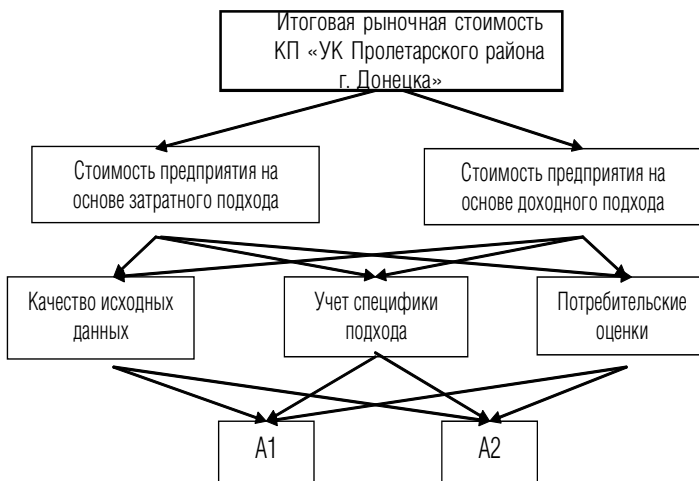 Итоговая рыночная стоимость
КП «УК Пролетарского района
г. Донецка»
Стоимость предприятия на
основе затратного подхода
Стоимость предприятия на
основе доходного подхода
Качество исходных
данных
Учет специфики
подхода
Потребительские
оценки
А1
А2